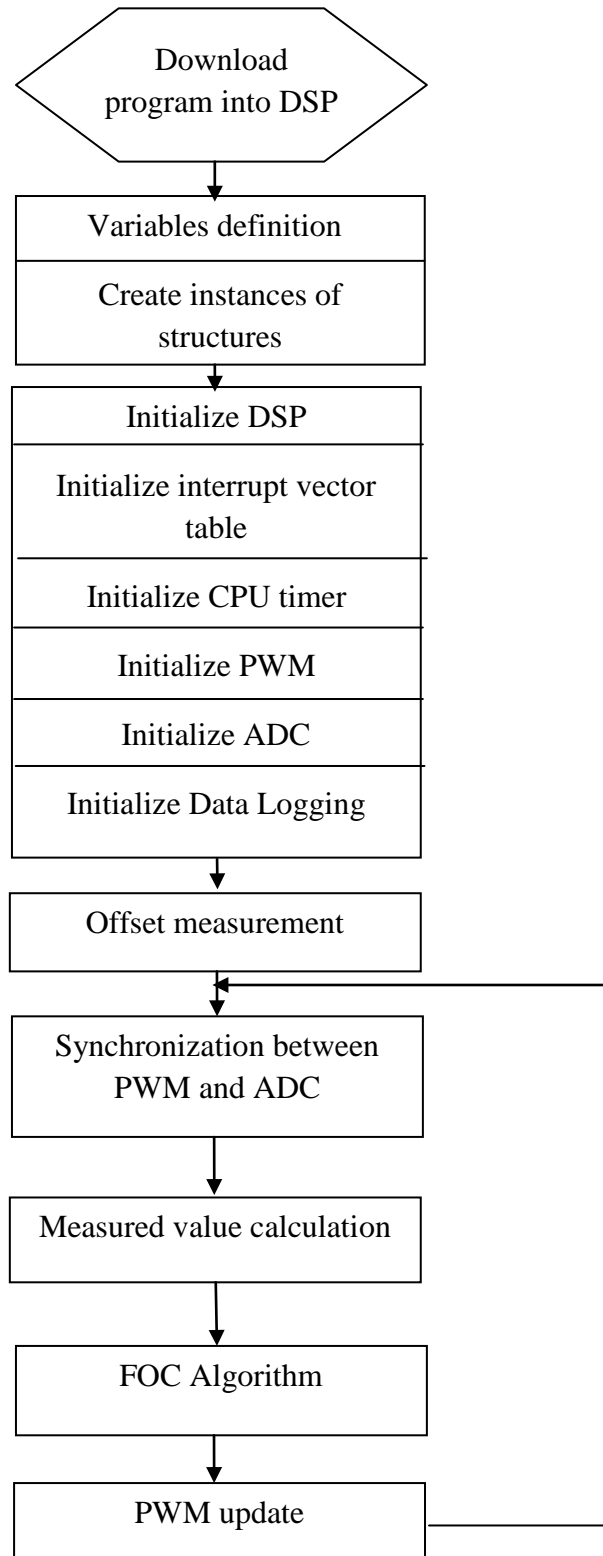 Download
program into DSP
Variables definition
Create instances of
structures
Initialize DSP
Initialize interrupt vector
table
Initialize CPU timer
Initialize PWM
Initialize ADC
Initialize Data Logging
Offset measurement
Synchronization between
PWM and ADC
Measured value calculation
FOC Algorithm
PWM update